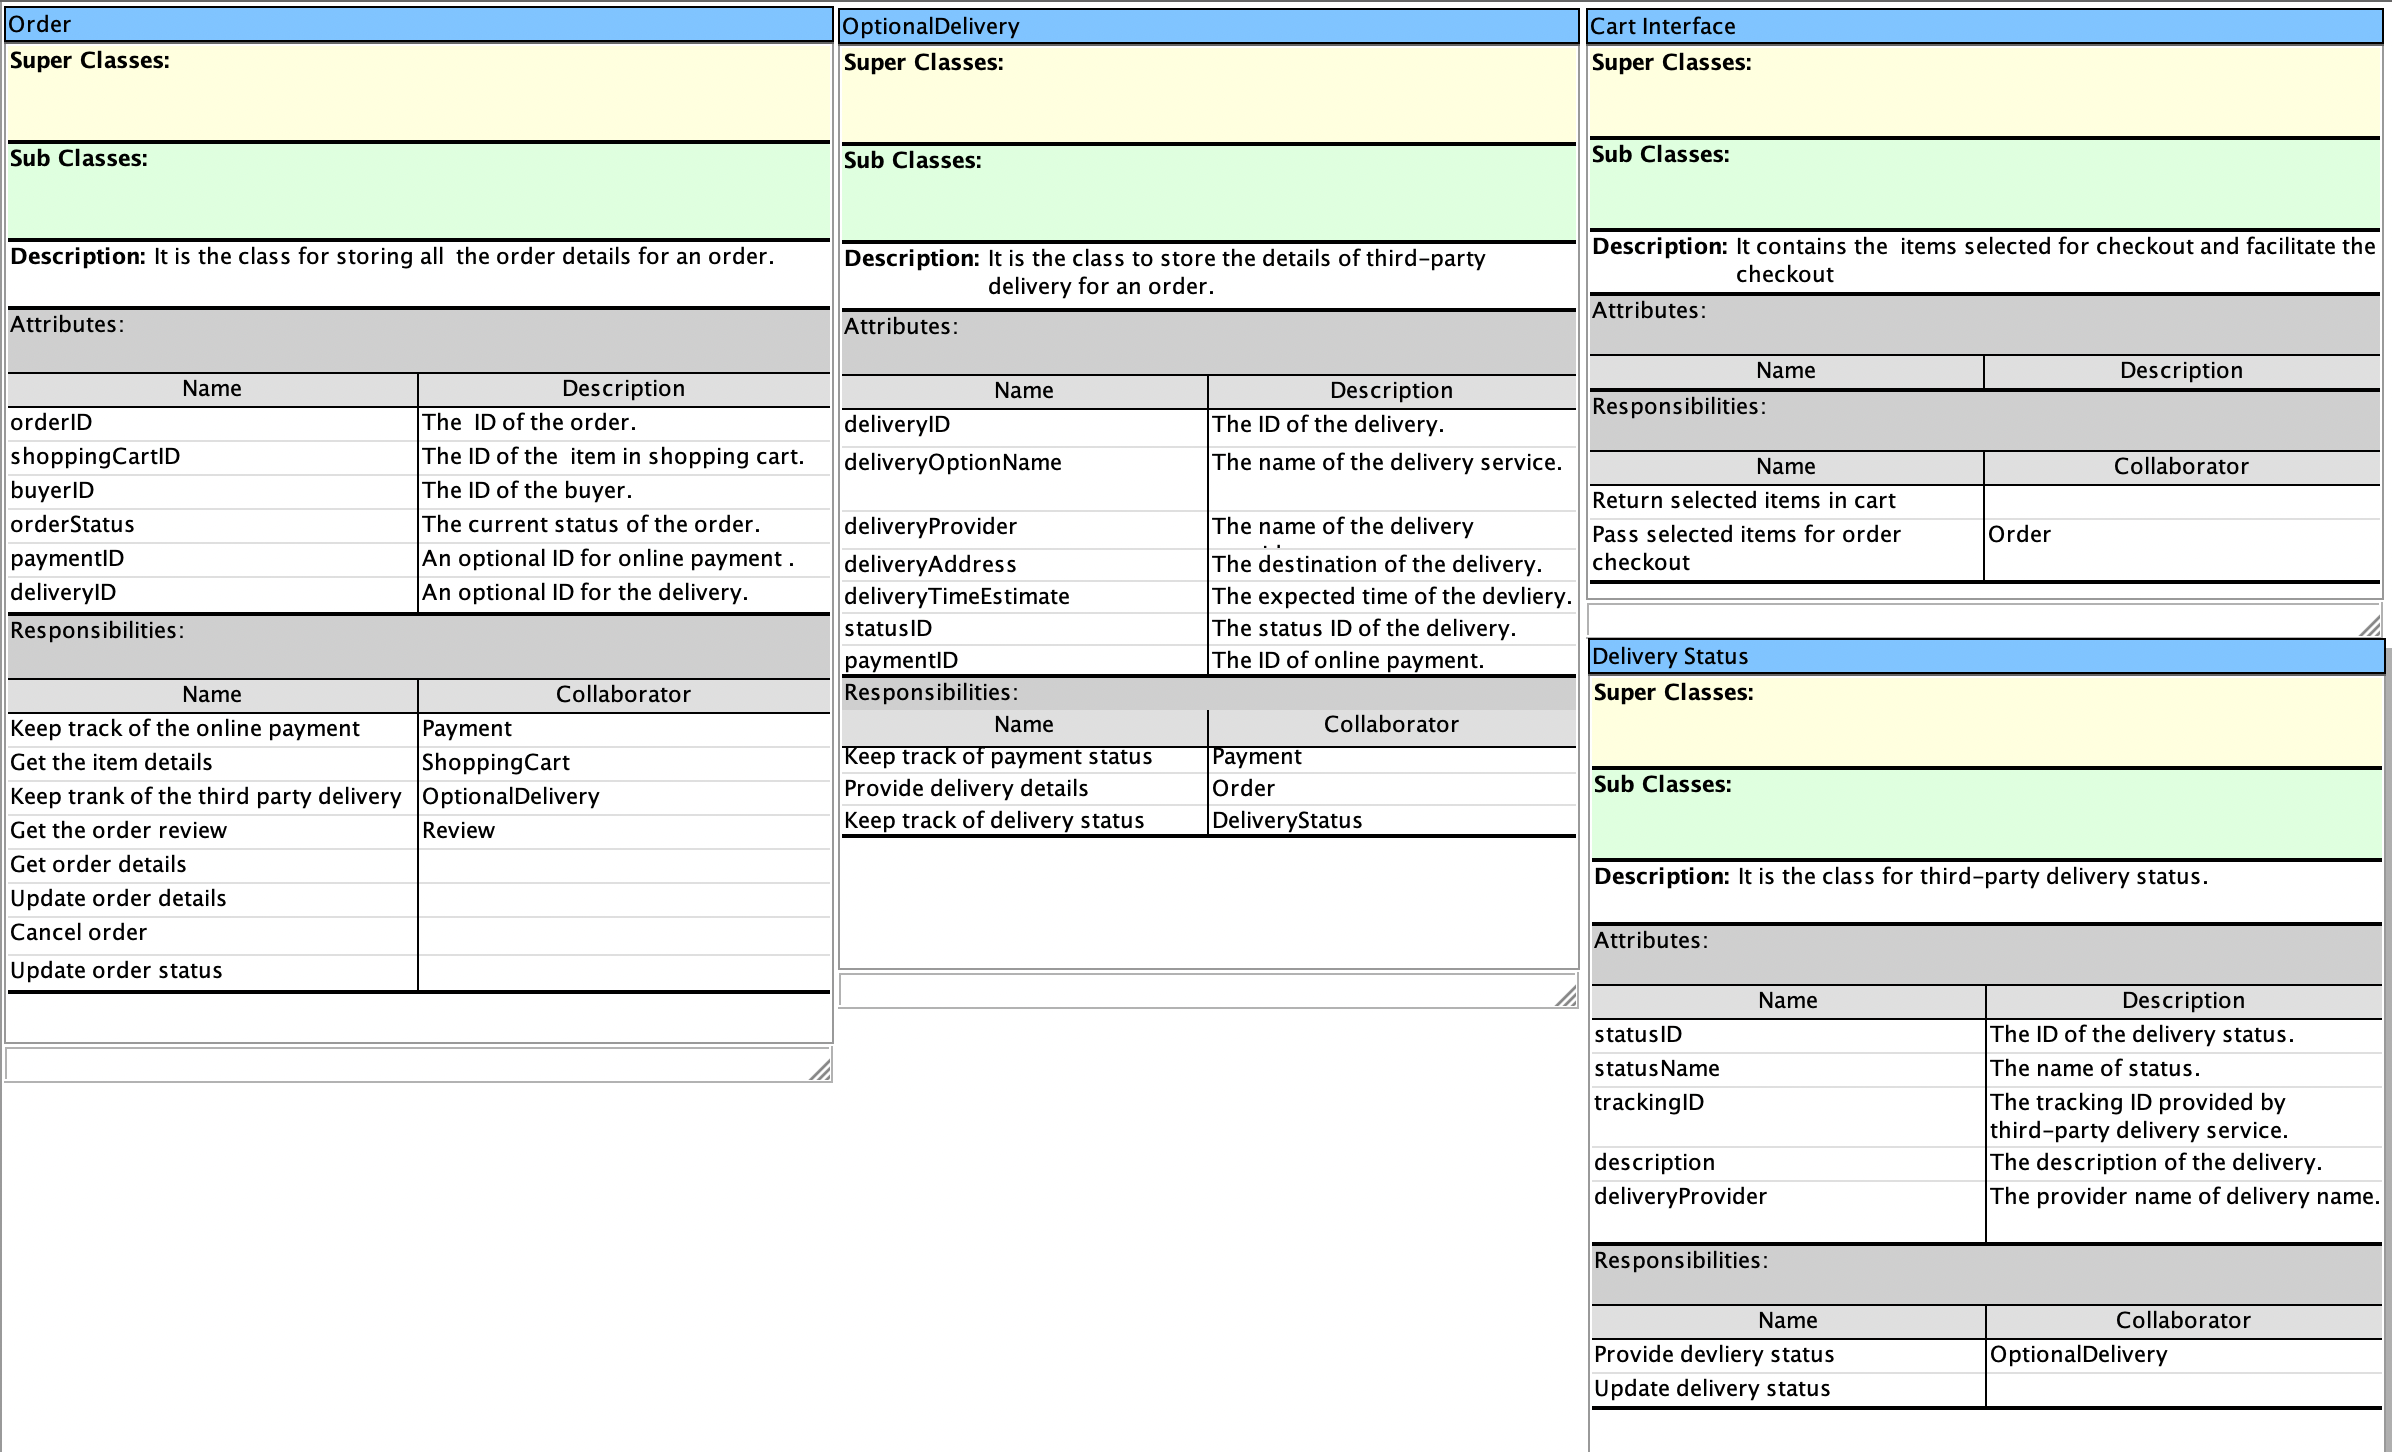 Order
Super Classes:
Sub Classes:
Description: It is the class for storing all  the order details for an order.
Attributes:
Name Description
orderID The  ID of the order.
shoppingCartID The ID of the  item in shopping cart.
buyerID The ID of the buyer.
orderStatus The current status of the order.
paymentID An optional ID for online payment .
deliveryID An optional ID for the delivery.
Responsibilities:
Name Collaborator
Keep track of the online payment Payment
Get the item details ShoppingCart
Keep trank of the third party delivery OptionalDelivery
Get the order review Review
Get order details
Update order details
Cancel order
Update order status
OptionalDelivery
Super Classes:
Sub Classes:
Description: It is the class to store the details of third-party
delivery for an order.
Attributes:
Name Description
deliveryID The ID of the delivery.
deliveryOptionName The name of the delivery service.
deliveryProvider The name of the delivery
deliveryAddress The destination of the delivery.
deliveryTimeEstimate The expected time of the devliery.
statusID The status ID of the delivery.
paymentID The ID of online payment.
Responsibilities:
Name Collaborator
Keep track of payment status Payment
Provide delivery details Order
Keep track of delivery status DeliveryStatus
Cart Interface
Super Classes:
Sub Classes:
Description: It contains the  items selected for checkout and facilitate the
checkout
Attributes:
Name Description
Responsibilities:
Name Collaborator
Return selected items in cart
Pass selected items for order Order
checkout
Delivery Status
Super Classes:
Sub Classes:
Description: It is the class for third-party delivery status.
Attributes:
Name Description
statusID The ID of the delivery status.
statusName The name of status.
trackingID The tracking ID provided by
third-party delivery service.
description The description of the delivery.
deliveryProvider The provider name of delivery name.
Responsibilities:
Name Collaborator
Provide devliery status OptionalDelivery
Update delivery status